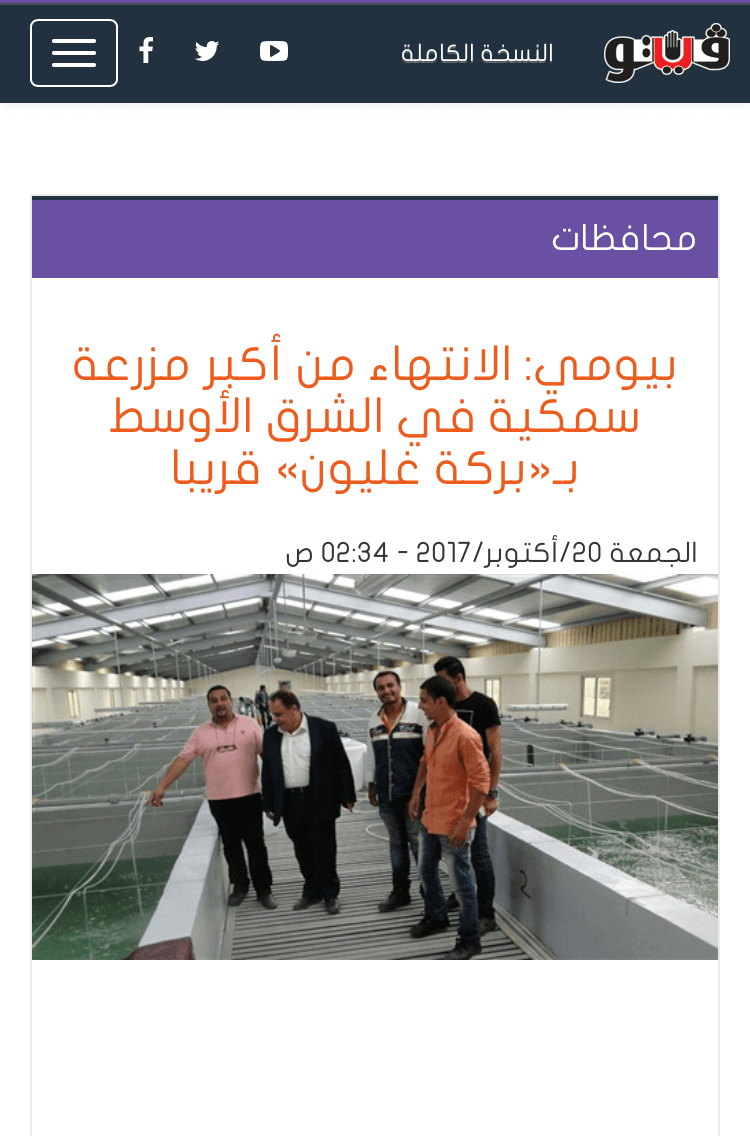 فيتو
النسخة الكاملة
محافظات
بيومي: الانتهاء من أكبر مزرعة
سمكية في الشرق الأوسط
بـ«بركة غليون» قريبا
الجمعة 20/أكتوبر/2017 - 02:34 ص
2